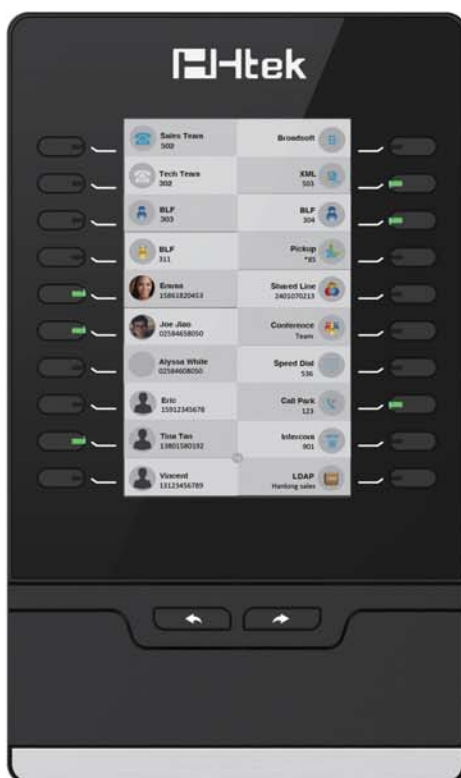 Htek
Sales Team
502
Broadsoft
Tech Team
302
XML
503
BLF
303
BLF
304
BLF
311
Pickup
*85
Emma
15861820453
Shared Line
2401070213
Joe Jiao
02584658050
Conference
Team
Alyssa White
02584608050
Speed Dial
536
Eric
15912345678
Call Park
123
Tina Tan
13801580192
Intercom
901
Vincent
13123456789
LDAP
Hanlong sales